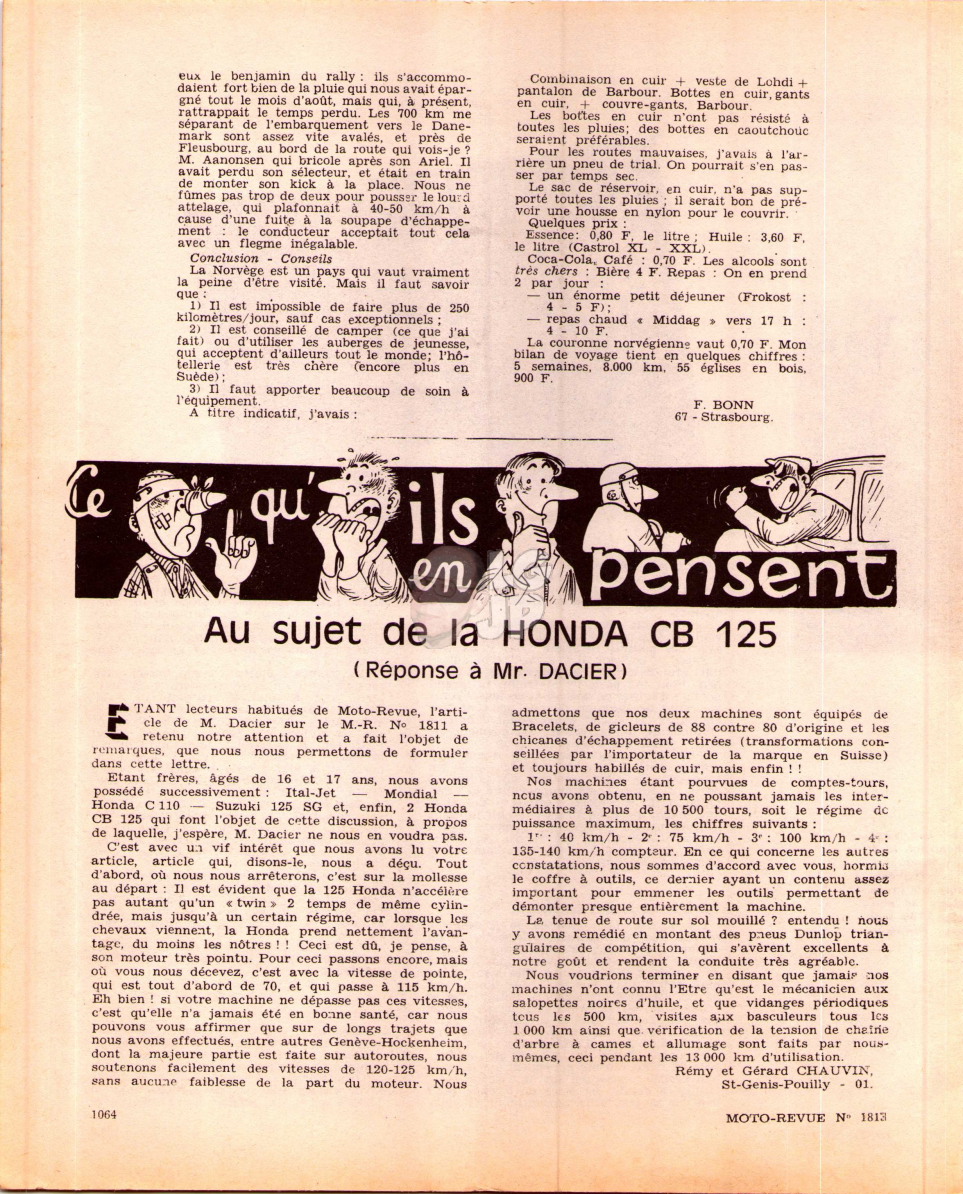 eux le benjamin du rally : ils s'accommo-
daient fort bien de la pluie qui nous avait épar-
gné tout le mois d'août, mais qui, à présent,
rattrappait le temps perdu. Les 700 km me
séparant de l'embarquement vers le Dane-
mark sont assez vite avalés, et près de
Fleusbourg, au bord de la route qui vois-je ?
M. Aanonsen qui bricole après son Ariel. Il
avait perdu son sélecteur, et était en train
de monter son kick à la place. Nous ne
fûmes pas trop de deux pour pousser le lourd
attelage, qui plafonnait à 40-50 km/h à
cause d'une fuite à la soupape d'échappe-
ment : le conducteur acceptait tout cela
avec un flegme inégalable.
Conclusion - Conseils
La Norvège est un pays qui vaut vraiment
la peine d'être visité. Mais il faut savoir
que :
1) Il est impossible de faire plus de 250
kilomètres/jour, sauf cas exceptionnels ;
2) Il est conseillé de camper (ce que j'ai
fait) ou d'utiliser les auberges de jeunesse,
qui acceptent d'ailleurs tout le monde; l'hô-
tellerie est très chère (encore plus en
Suède) ;
3) Il faut apporter beaucoup de soin à
l'équipement.
A titre indicatif, j'avais :
Combinaison en cuir + veste de Lohdi +
pantalon de Barbour. Bottes en cuir, gants
en cuir, + couvre-gants, Barbour.
Les bottes en cuir n'ont pas résisté à
toutes les pluies; des bottes en caoutchouc
seraient préférables.
Pour les routes mauvaises, j'avais à l'ar-
rière un pneu de trial. On pourrait s'en pas-
ser par temps sec.
Le sac de réservoir, en cuir, n'a pas sup-
porté toutes les pluies ; il serait bon de pré-
voir une housse en nylon pour le couvrir.
Quelques prix :
Essence: 0,80 F, le litre ; Huile : 3,60 F,
le litre (Castrol XL - XXL).
Coca-Cola, Café : 0,70 F. Les alcools sont
très chers : Bière 4 F. Repas : On en prend
2 par jour :
— un énorme petit déjeuner (Frokost :
4 - 5 F) ;
— repas chaud « Middag » vers 17 h :
4 - 10 F.
La couronne norvégienne vaut 0,70 F. Mon
bilan de voyage tient en quelques chiffres :
5 semaines, 8.000 km, 55 églises en bois,
900 F.
F. BONN
67 - Strasbourg.
Ce qu'ils en pensent
Au sujet de la HONDA CB 125
(Réponse à Mr. DACIER)
ETANT lecteurs habitués de Moto-Revue, l'arti-
cle de M. Dacier sur le M.-R. No 1811 a
retenu notre attention et a fait l'objet de
remarques, que nous nous permettons de formuler
dans cette lettre.
Etant frères, âgés de 16 et 17 ans, nous avons
possédé successivement : Ital-Jet — Mondial —
Honda C 110 — Suzuki 125 SG et, enfin, 2 Honda
CB 125 qui font l'objet de cette discussion, à propos
de laquelle, j'espère, M. Dacier ne nous en voudra pas.
C'est avec un vif intérêt que nous avons lu votre
article, article qui, disons-le, nous a déçu. Tout
d'abord, où nous nous arrêterons, c'est sur la mollesse
au départ : Il est évident que la 125 Honda n'accélère
pas autant qu'un « twin » 2 temps de même cylin-
drée, mais jusqu'à un certain régime, car lorsque les
chevaux viennent, la Honda prend nettement l'avan-
tage, du moins les nôtres ! ! Ceci est dû, je pense, à
son moteur très pointu. Pour ceci passons encore, mais
où vous nous décevez, c'est avec la vitesse de pointe,
qui est tout d'abord de 70, et qui passe à 115 km/h.
Eh bien ! si votre machine ne dépasse pas ces vitesses,
c'est qu'elle n'a jamais été en bonne santé, car nous
pouvons vous affirmer que sur de longs trajets que
nous avons effectués, entre autres Genève-Hockenheim,
dont la majeure partie est faite sur autoroutes, nous
soutenons facilement des vitesses de 120-125 km/h,
sans aucune faiblesse de la part du moteur. Nous
admettons que nos deux machines sont équipés de
Bracelets, de gicleurs de 88 contre 80 d'origine et les
chicanes d'échappement retirées (transformations con-
seillées par l'importateur de la marque en Suisse)
et toujours habillés de cuir, mais enfin ! !
Nos machines étant pourvues de comptes-tours,
nous avons obtenu, en ne poussant jamais les inter-
médiaires à plus de 10 500 tours, soit le régime de
puissance maximum, les chiffres suivants :
1re : 40 km/h - 2e : 75 km/h - 3e : 100 km/h - 4e :
135-140 km/h compteur. En ce qui concerne les autres
constatations, nous sommes d'accord avec vous, hormis
le coffre à outils, ce dernier ayant un contenu assez
important pour emmener les outils permettant de
démonter presque entièrement la machine.
La tenue de route sur sol mouillé ? entendu ! nous
y avons remédié en montant des pneus Dunlop trian-
gulaires de compétition, qui s'avèrent excellents à
notre goût et rendent la conduite très agréable.
Nous voudrions terminer en disant que jamais nos
machines n'ont connu l'Etre qu'est le mécanicien aux
salopettes noires d'huile, et que vidanges périodiques
tous les 500 km, visites aux basculeurs tous les
1 000 km ainsi que vérification de la tension de chaîne
d'arbre à cames et allumage sont faits par nous-
mêmes, ceci pendant les 13 000 km d'utilisation.
Rémy et Gérard CHAUVIN,
St-Genis-Pouilly - 01.
1064
MOTO-REVUE No 1813